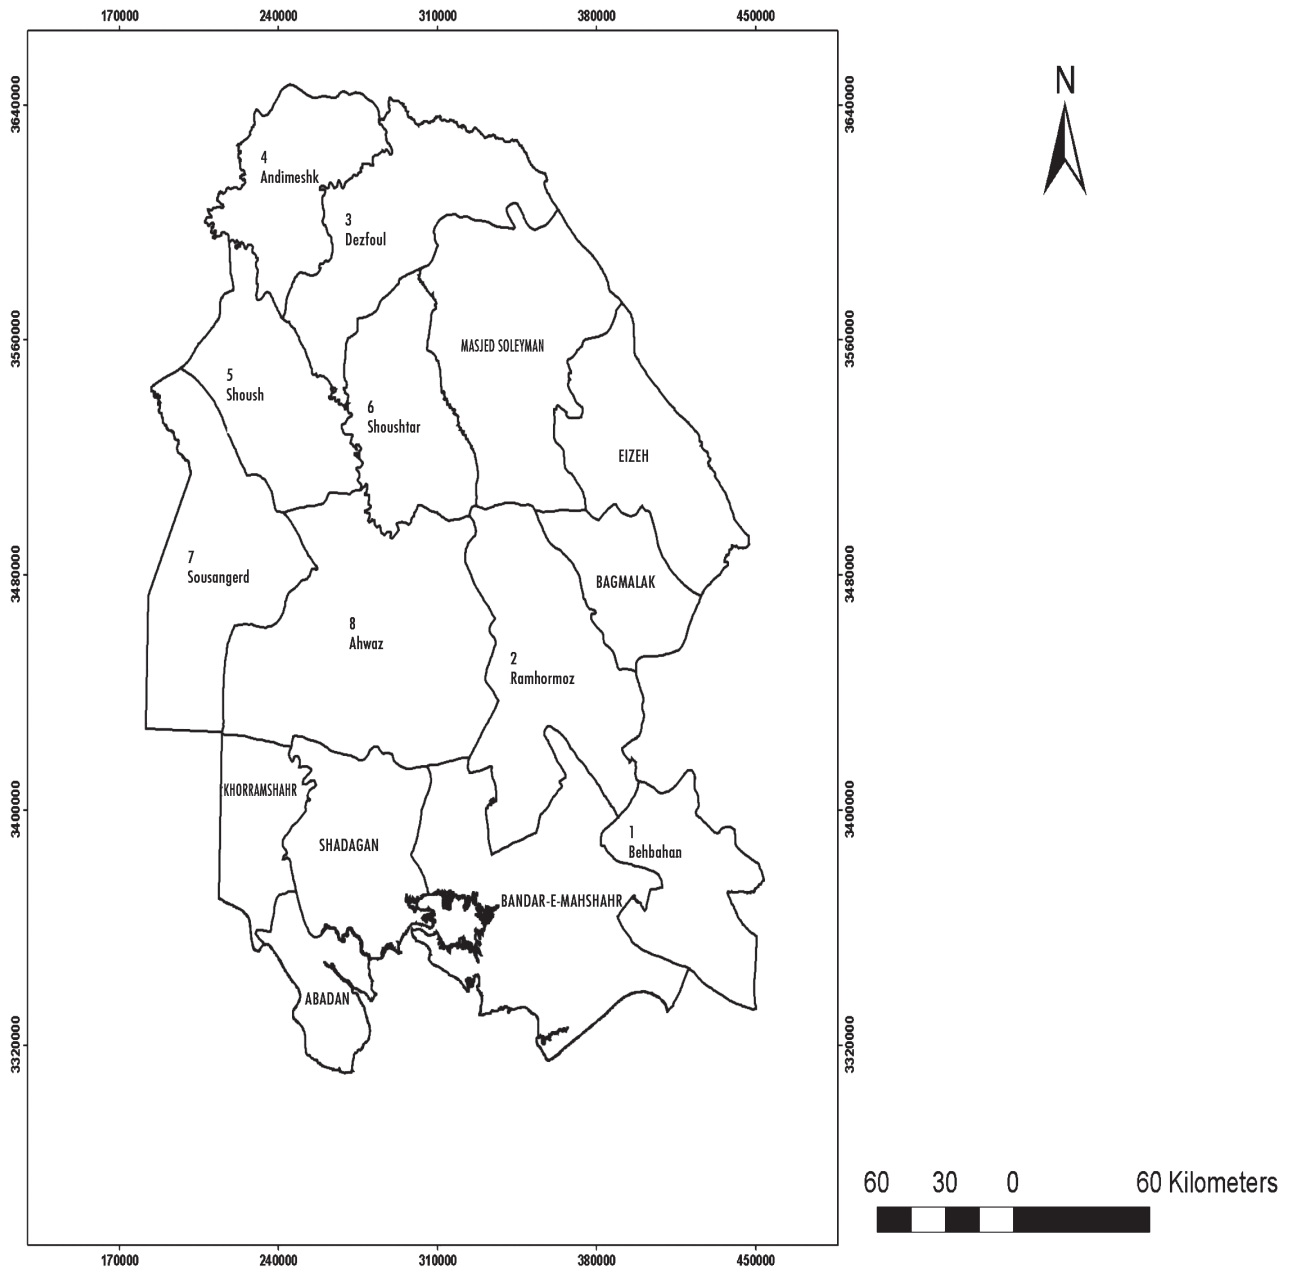 170000 240000 310000 380000 450000
N
3640000 3640000
4
Andimeshk
3
Dezfoul
3560000 3560000
MASJED SOLEYMAN
5
Shoush
6
Shoushtar
EIZEH
3480000 3480000
7
Sousangerd
BAGMALAK
8
Ahwaz
2
Ramhormoz
3400000 3400000
KHORRAMSHAHR
SHADAGAN
1
Behbahan
BANDAR-E-MAHSHAHR
ABADAN
3320000 3320000
60 30 0 60 Kilometers
170000 240000 310000 380000 450000